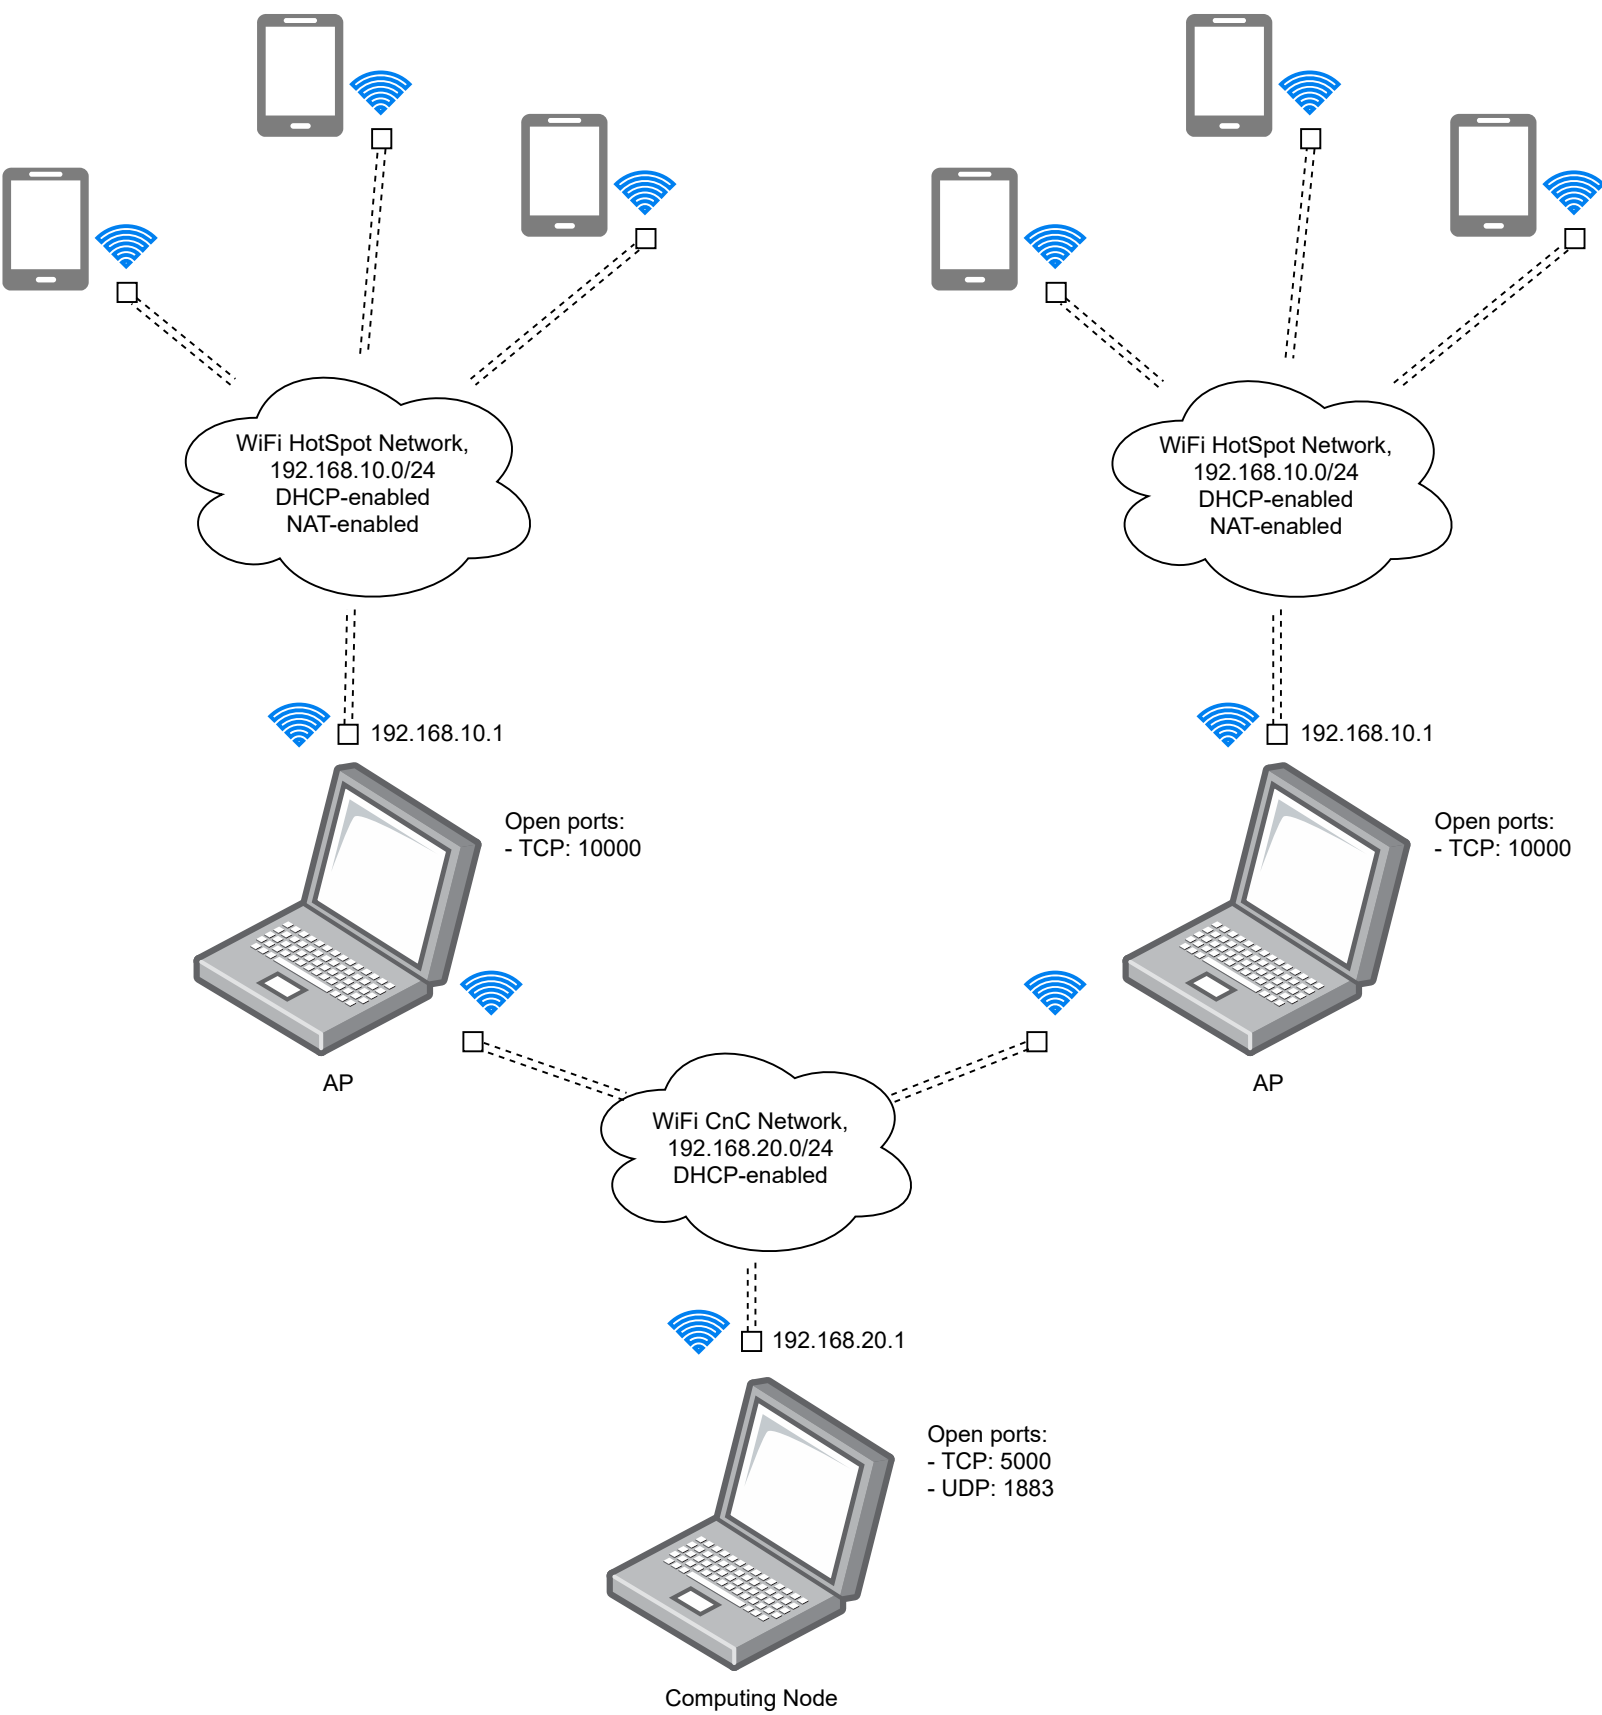 WiFi HotSpot Network,
192.168.10.0/24
DHCP-enabled
NAT-enabled
WiFi HotSpot Network,
192.168.10.0/24
DHCP-enabled
NAT-enabled
192.168.10.1
192.168.10.1
Open ports:
- TCP: 10000
Open ports:
- TCP: 10000
AP
AP
WiFi CnC Network,
192.168.20.0/24
DHCP-enabled
192.168.20.1
Open ports:
- TCP: 5000
- UDP: 1883
Computing Node